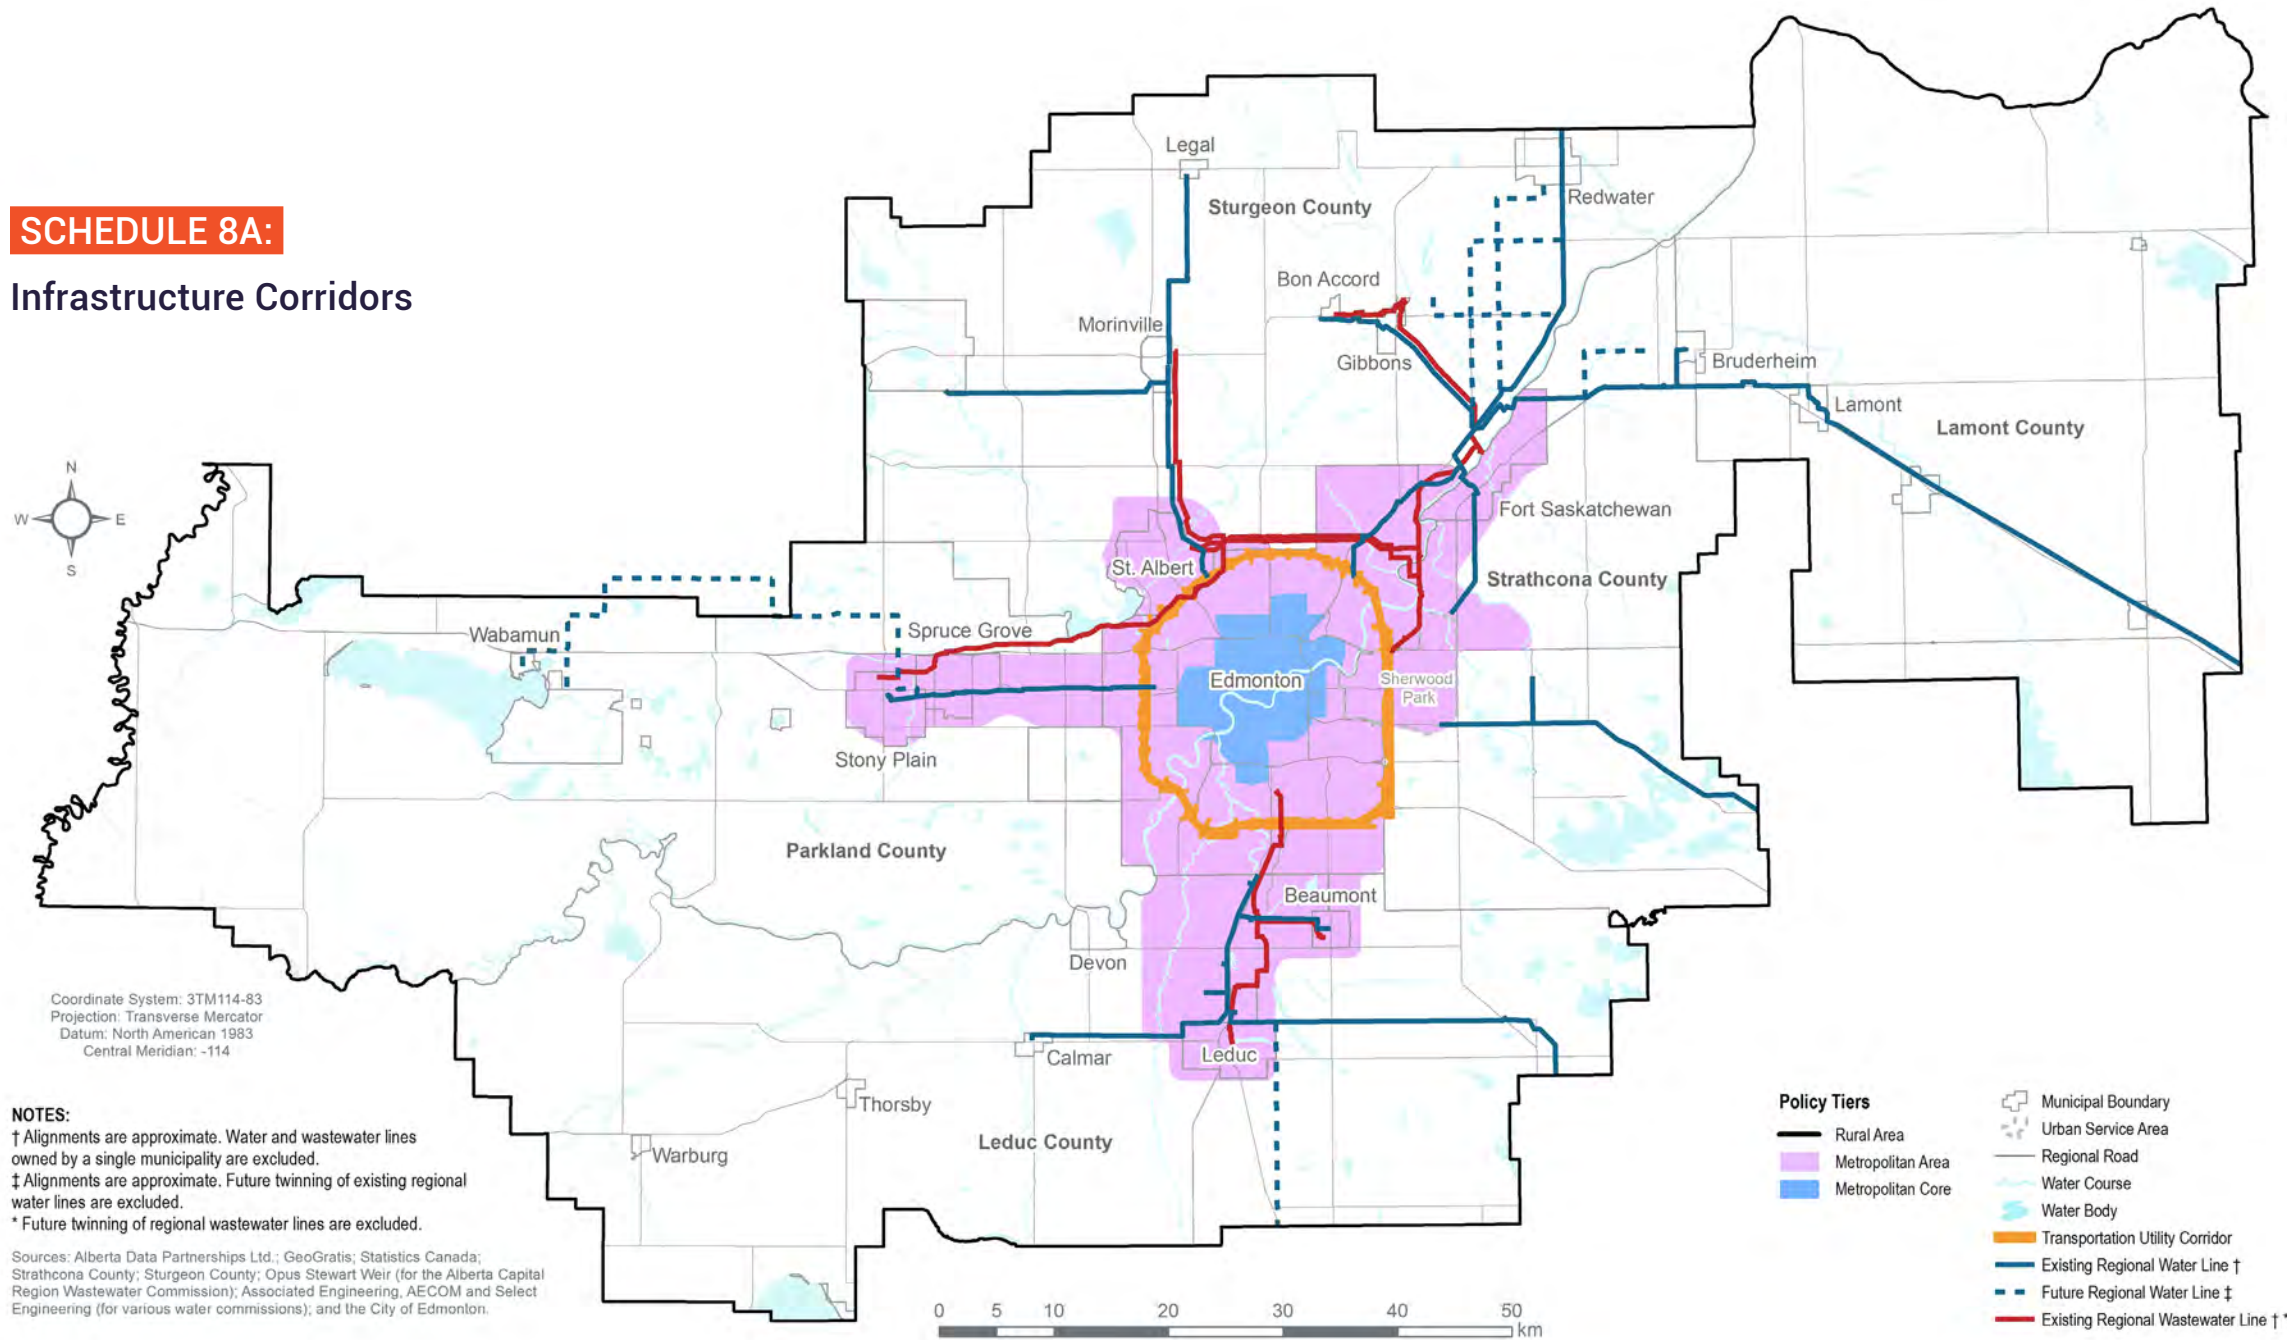 SCHEDULE 8A:
Infrastructure Corridors
Legal
Sturgeon County
Redwater
Bon Accord
Morinville
Gibbons
Bruderheim
Lamont
Lamont County
N
W
E
S
Fort Saskatchewan
St. Albert
Strathcona County
Wabamun
Spruce Grove
Edmonton
Sherwood
Park
Stony Plain
Parkland County
Beaumont
Devon
Calmar
Leduc
Thorsby
Leduc County
Warburg
Coordinate System: 3TM114-83
Projection: Transverse Mercator
Datum: North American 1983
Central Meridian: -114
NOTES:
† Alignments are approximate. Water and wastewater lines
owned by a single municipality are excluded.
‡ Alignments are approximate. Future twinning of existing regional
water lines are excluded.
* Future twinning of regional wastewater lines are excluded.
Sources: Alberta Data Partnerships Ltd.; GeoGratis; Statistics Canada;
Strathcona County; Sturgeon County; Opus Stewart Weir (for the Alberta Capital
Region Wastewater Commission); Associated Engineering, AECOM and Select
Engineering (for various water commissions); and the City of Edmonton.
0 5 10 20 30 40 50
km
Policy Tiers
Rural Area
Metropolitan Area
Metropolitan Core
Municipal Boundary
Urban Service Area
Regional Road
Water Course
Water Body
Transportation Utility Corridor
Existing Regional Water Line †
Future Regional Water Line ‡
Existing Regional Wastewater Line † *